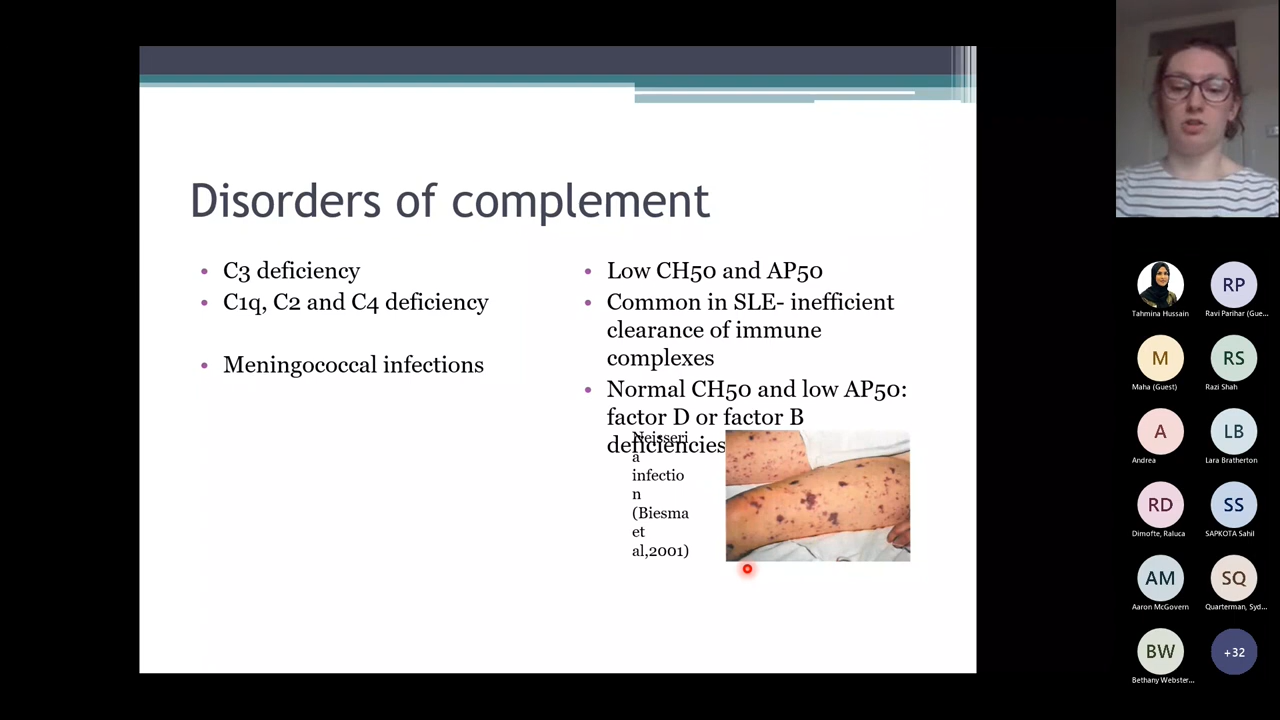 Disorders of complement
• C3 deficiency
• C1q, C2 and C4 deficiency
• Meningococcal infections
• Low CH50 and AP50
• Common in SLE- inefficient
clearance of immune
complexes
• Normal CH50 and low AP50:
factor D or factor B
deficiencies
Neisseri
a
infectio
n
(Biesma
et
al,2001)
RP
Tahmina Hussain
Ravi Parihar (Gue...
M
RS
Maha (Guest)
Razi Shah
A
LB
Andrea
Lara Bratherton
RD
SS
Dimofte, Raluca
SAPKOTA Sahil
AM
SQ
Aaron McGovern
Quarterman, Syd...
BW
+32
Bethany Webster...